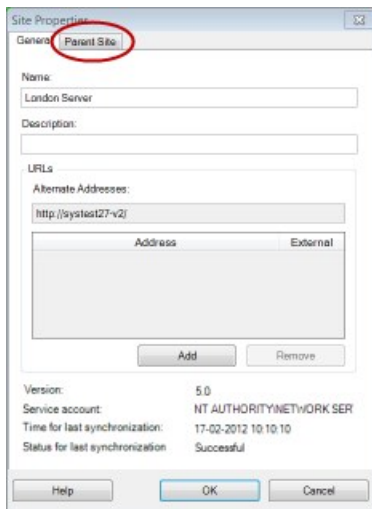 Site Properties
General Parent Site
Name:
London Server
Description:
URLs
Alternate Addresses:
http://systest27-v2/
Address External
Add Remove
Version: 5.0
Service account: NT AUTHORITY\NETWORK SER
Time for last synchronization: 17-02-2012 10:10:10
Status for last synchronization Successful
Help OK Cancel